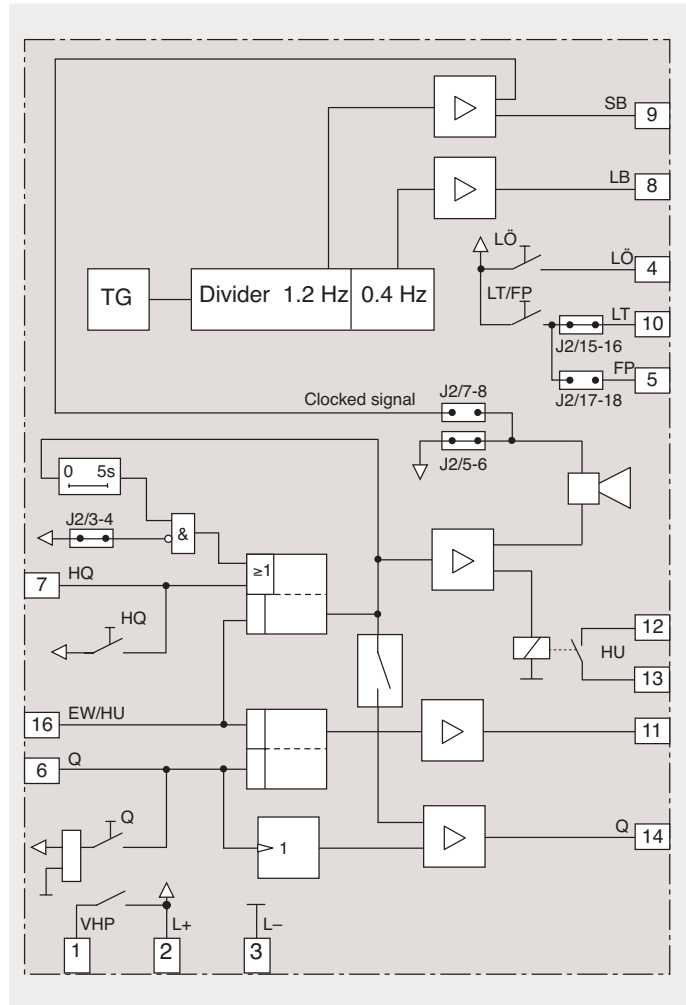 SB
9
LB
8
LÖ
LÖ
4
LT/FP
LT
10
TG
Divider 1.2 Hz
0.4 Hz
J2/15-16
FP
5
J2/17-18
Clocked signal
J2/7-8
J2/5-6
0 5s
J2/3-4
&
≥1
7
HQ
HQ
12
HU
13
16
EW/HU
11
6
Q
Q
1
Q
14
VHP
L+
L–
1
2
3